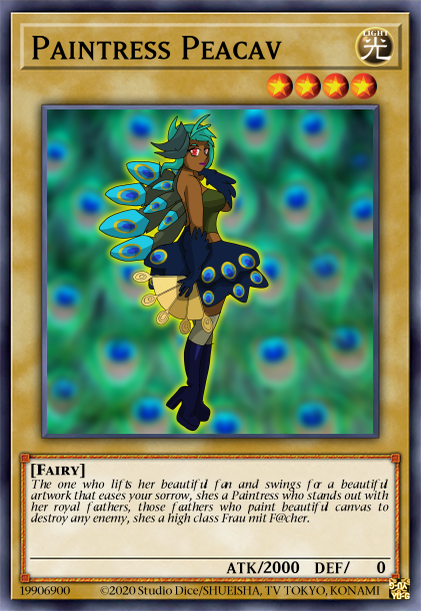 PAINTRESS PEACAV
LIGHT
光
[FAIRY]
The one who lifts her beautiful fan and swings for a beautiful
artwork that eases your sorrow, shes a Paintress who stands out with
her royal fathers, those fathers who paint beautiful canvas to
destroy any enemy, shes a high class Frau mit F@cher.
ATK/2000 DEF/ 0
19906900 ©2020 Studio Dice/SHUEISHA, TV TOKYO, KONAMI